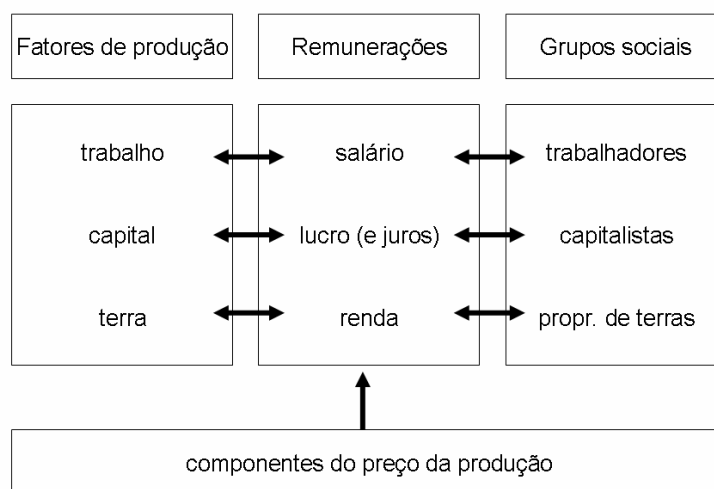 Fatores de produção
Remunerações
Grupos sociais
trabalho
salário
trabalhadores
capital
lucro (e juros)
capitalistas
terra
renda
propr. de terras
componentes do preço da produção